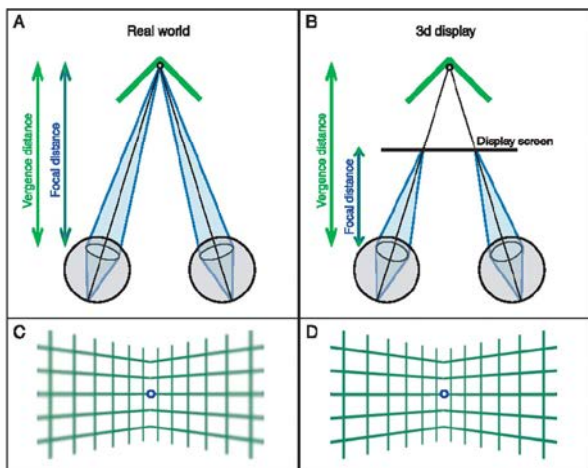 A
Real world
Vergence distance
Focal distance
B
3d display
Vergence distance
Focal distance
Display screen
C
D